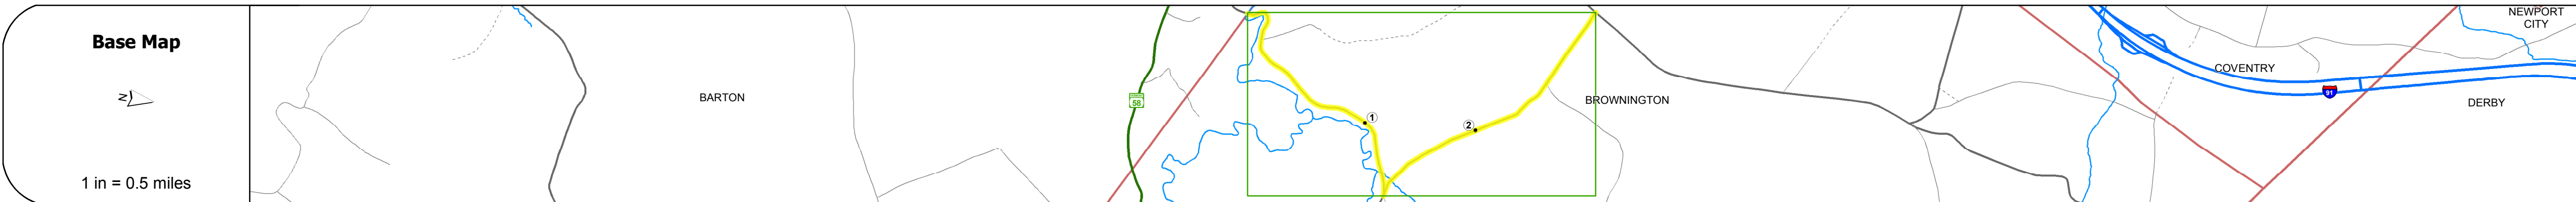 Base Map
N
1 in = 0.5 miles
BARTON
58
1
2
BROWNINGTON
COVENTRY
91
NEWPORT
CITY
DERBY